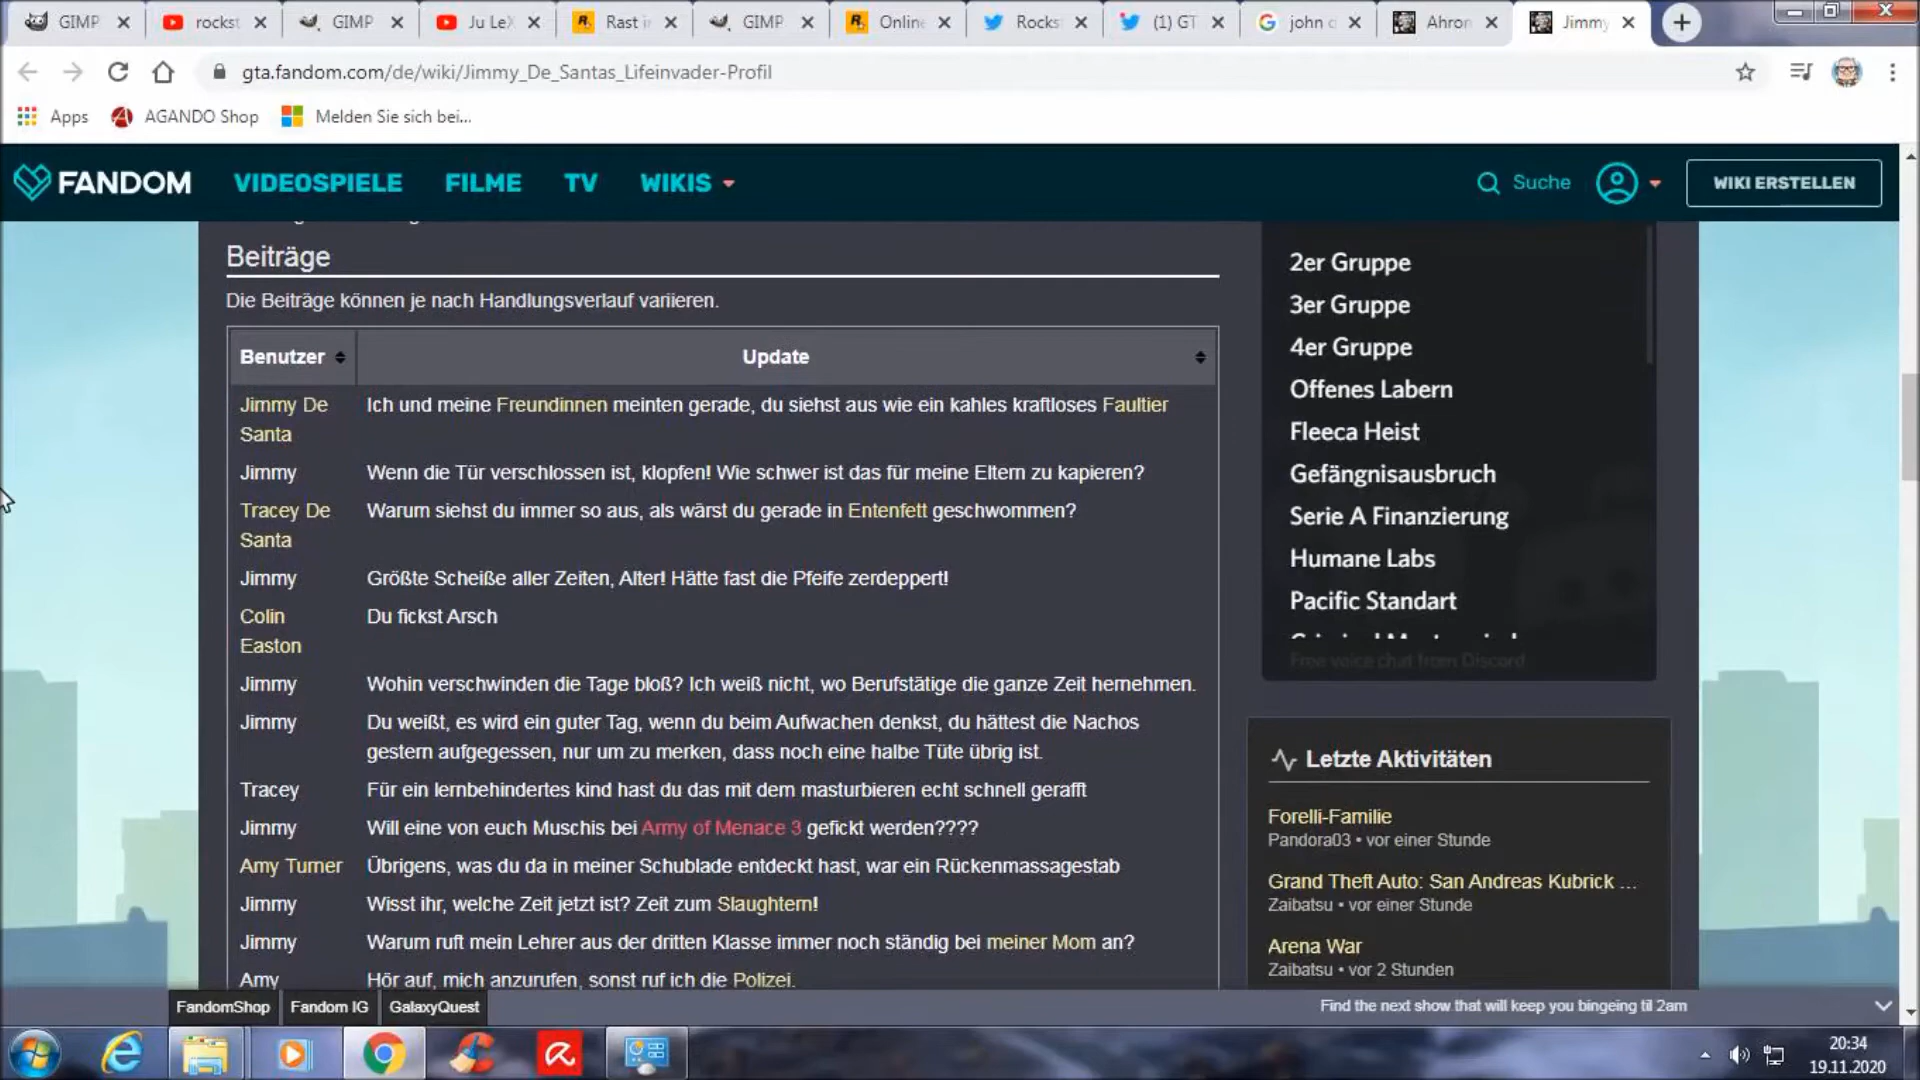 GIMP
rockst
GIMP
Ju LeX
Rast i
GIMP
Online
Rocks
(1) GT
john c
Ahron
Jimmy
gta.fandom.com/de/wiki/Jimmy_De_Santas_Lifeinvader-Profil
Apps
AGANDO Shop
Melden Sie sich bei...
FANDOM
VIDEOSPIELE
FILME
TV
WIKIS
Suche
WIKI ERSTELLEN
Beiträge
Die Beiträge können je nach Handlungsverlauf variieren.
Benutzer Update
Jimmy De Ich und meine Freundinnen meinten gerade, du siehst aus wie ein kahles kraftloses Faultier
Santa
Jimmy Wenn die Tür verschlossen ist, klopfen! Wie schwer ist das für meine Eltern zu kapieren?
Tracey De Warum siehst du immer so aus, als wärst du gerade in Entenfett geschwommen?
Santa
Jimmy Größte Scheiße aller Zeiten, Alter! Hätte fast die Pfeife zerdeppert!
Colin Du fickst Arsch
Easton
Jimmy Wohin verschwinden die Tage bloß? Ich weiß nicht, wo Berufstätige die ganze Zeit hernehmen.
Jimmy Du weißt, es wird ein guter Tag, wenn du beim Aufwachen denkst, du hättest die Nachos
gestern aufgegessen, nur um zu merken, dass noch eine halbe Tüte übrig ist.
Tracey Für ein lernbehindertes kind hast du das mit dem masturbieren echt schnell gerafft
Jimmy Will eine von euch Muschis bei Army of Menace 3 gefickt werden????
Amy Turner Übrigens, was du da in meiner Schublade entdeckt hast, war ein Rückenmassagestab
Jimmy Wisst ihr, welche Zeit jetzt ist? Zeit zum Slaughtern!
Jimmy Warum ruft mein Lehrer aus der dritten Klasse immer noch ständig bei meiner Mom an?
Amy Hör auf, mich anzurufen, sonst ruf ich die Polizei.
2er Gruppe
3er Gruppe
4er Gruppe
Offenes Labern
Fleeca Heist
Gefängnisausbruch
Serie A Finanzierung
Humane Labs
Pacific Standart
Free voice chat from Discord
Letzte Aktivitäten
Forelli-Familie
Pandora03 • vor einer Stunde
Grand Theft Auto: San Andreas Kubrick ...
Zaibatsu • vor einer Stunde
Arena War
Zaibatsu • vor 2 Stunden
FandomShop
Fandom IG
GalaxyQuest
Find the next show that will keep you bingeing til 2am
20:34
19.11.2020